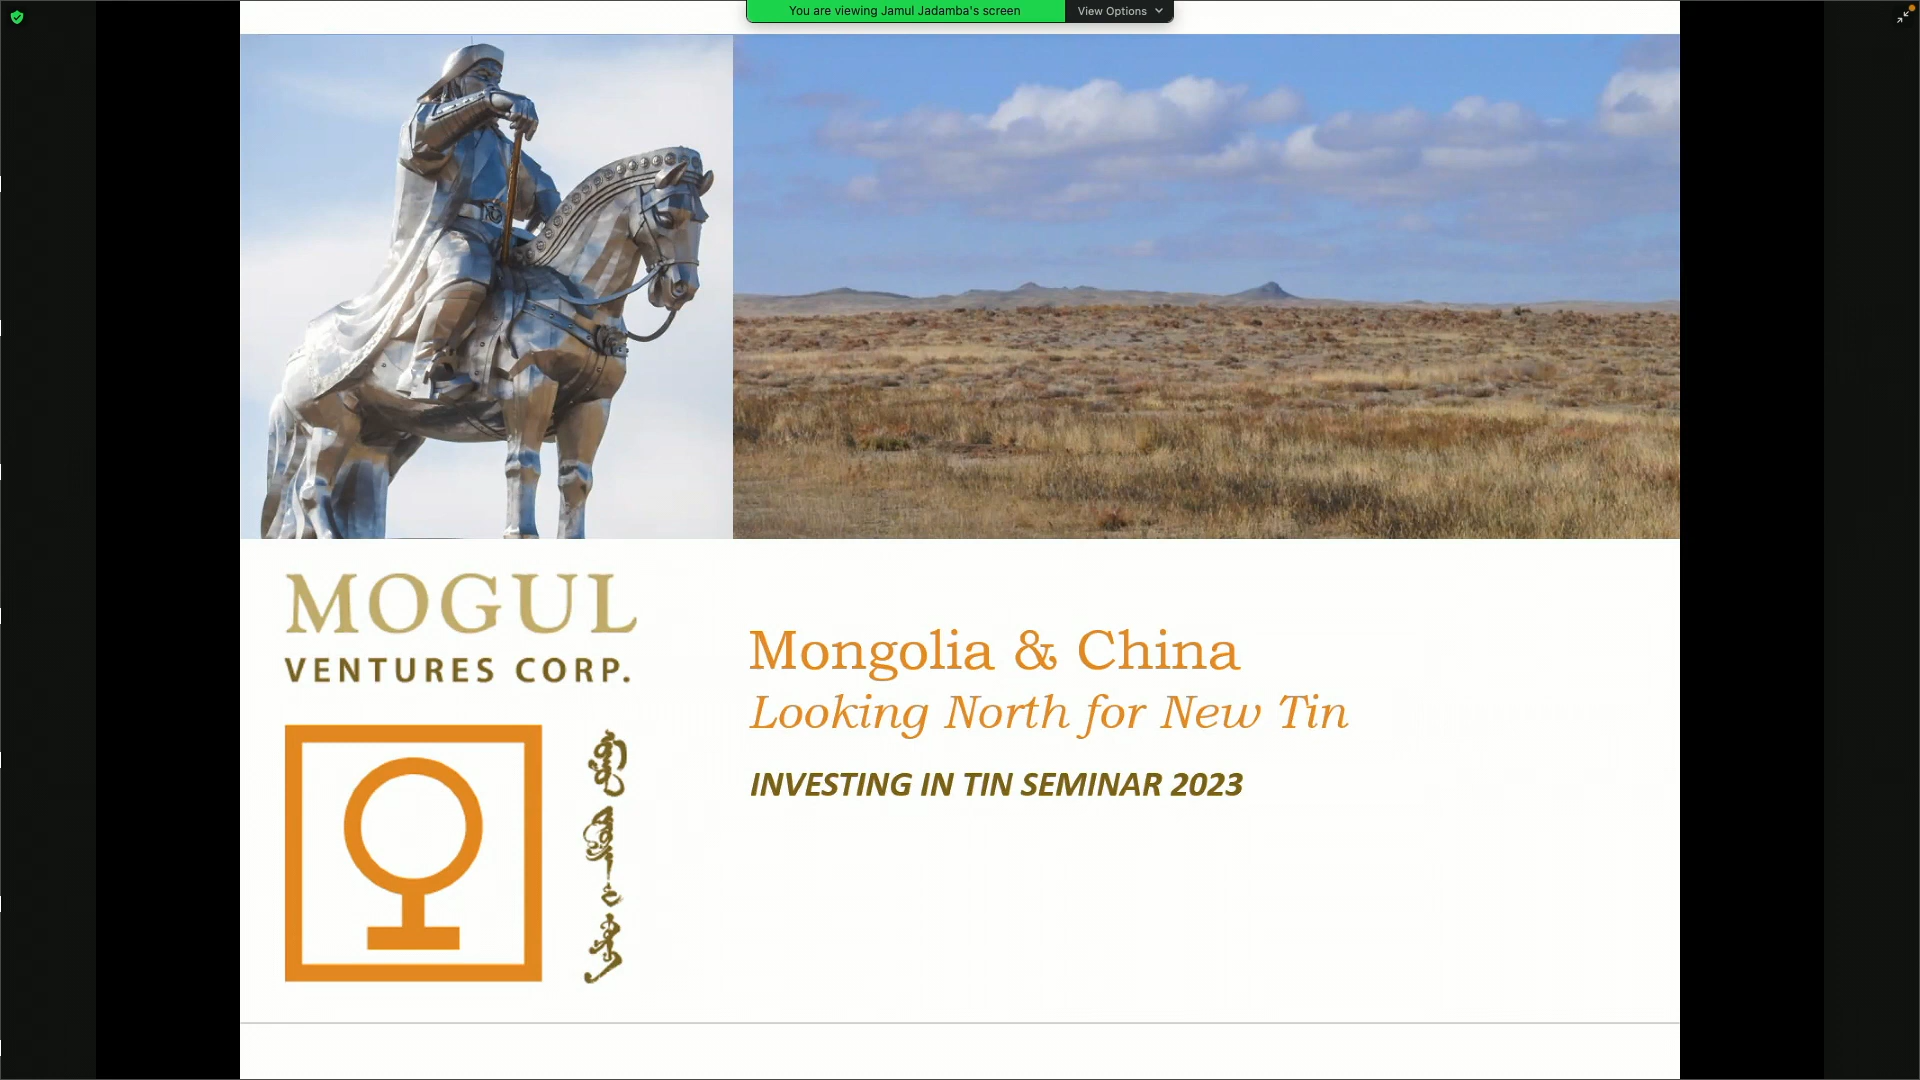 You are viewing Jamul Jadamba's screen
View Options
MOGUL
VENTURES CORP.
Mongolia & China
Looking North for New Tin
INVESTING IN TIN SEMINAR 2023